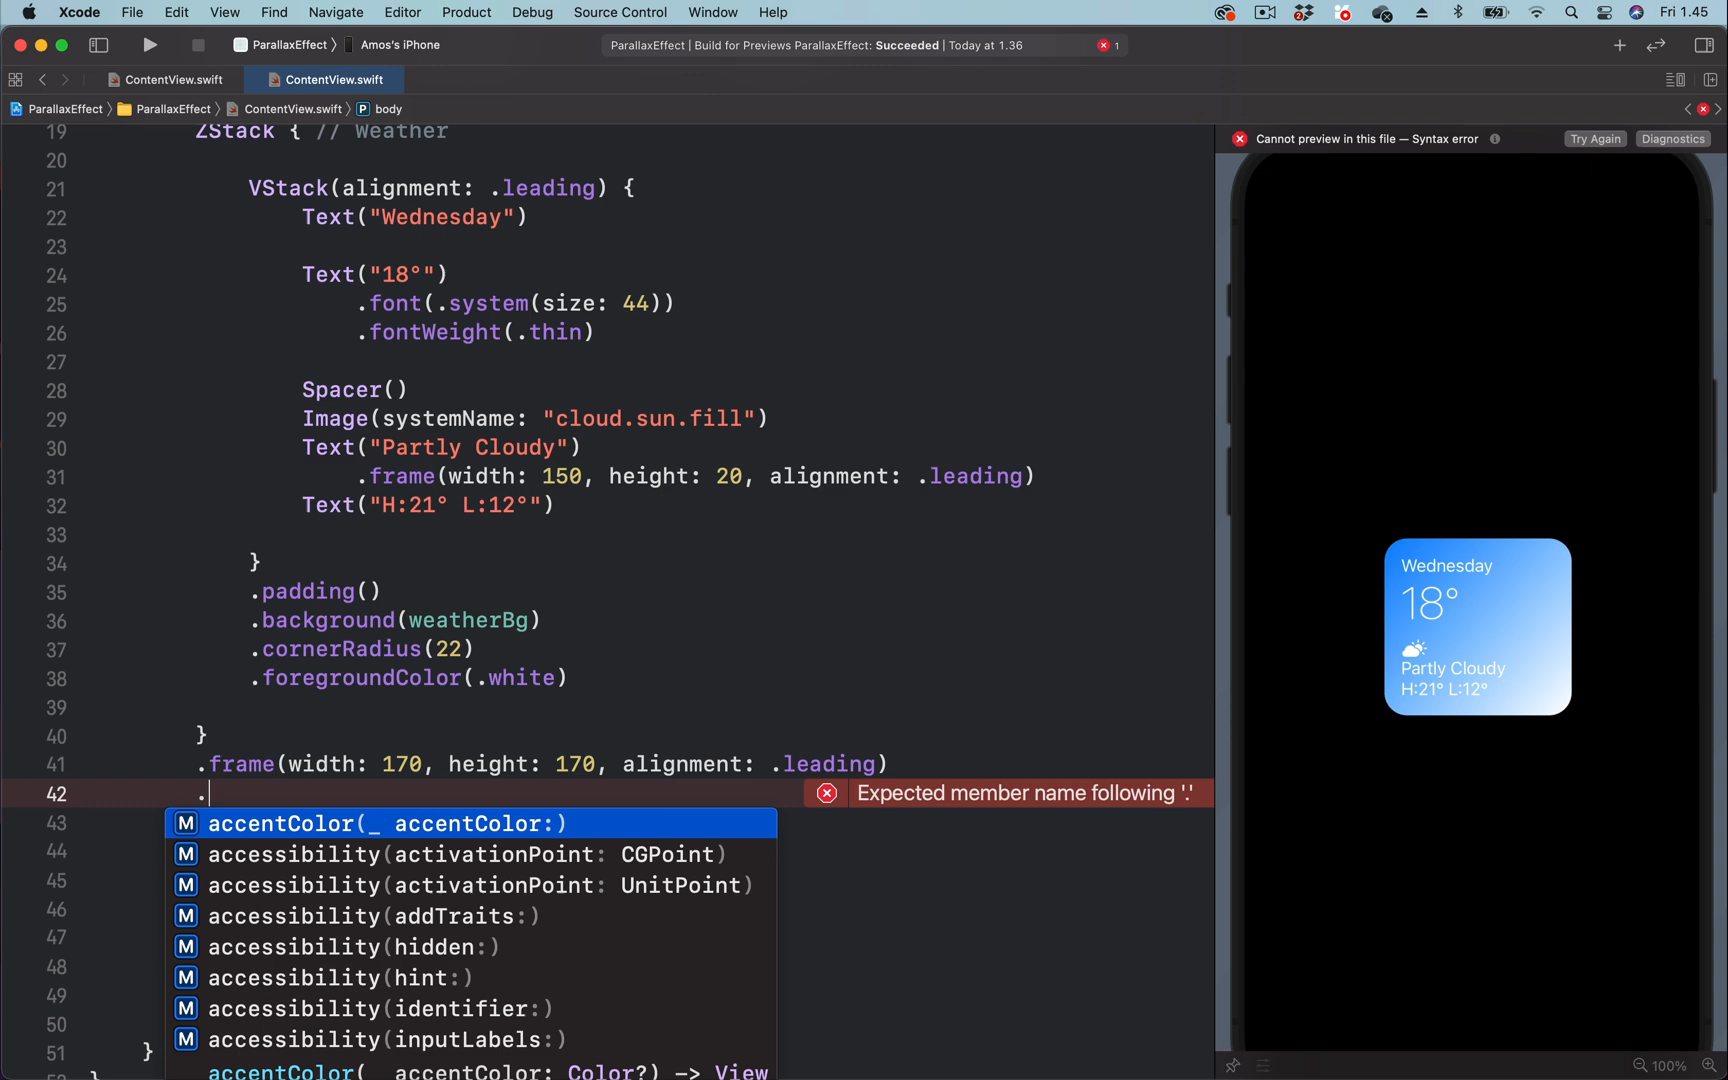 Xcode File Edit View Find Navigate Editor Product Debug Source Control Window Help 2 Fri 1.45
ParallaxEffect Amos's iPhone ParallaxEffect | Build for Previews ParallaxEffect: Succeeded | Today at 1.36 1
ContentView.swift ContentView.swift
ParallaxEffect ParallaxEffect ContentView.swift P body
19 ZStack { // Weather
20
21 VStack(alignment: .leading) {
22 Text("Wednesday")
23
24 Text("18°")
25 .font(.system(size: 44))
26 .fontWeight(.thin)
27
28 Spacer()
29 Image(systemName: "cloud.sun.fill")
30 Text("Partly Cloudy")
31 .frame(width: 150, height: 20, alignment: .leading)
32 Text("H:21° L:12°")
33
34 }
35 .padding()
36 .background(weatherBg)
37 .cornerRadius(22)
38 .foregroundColor(.white)
39
40 }
41 .frame(width: 170, height: 170, alignment: .leading)
42 . Expected member name following '.'
43 M accentColor(_ accentColor:)
44 M accessibility(activationPoint: CGPoint)
45 M accessibility(activationPoint: UnitPoint)
46 M accessibility(addTraits:)
47 M accessibility(hidden:)
48 M accessibility(hint:)
49 M accessibility(identifier:)
50 M accessibility(inputLabels:)
51 }
accentColor(_ accentColor: Color?) -> View
Cannot preview in this file — Syntax error Try Again Diagnostics
Wednesday
18°
Partly Cloudy
H:21° L:12°
100%